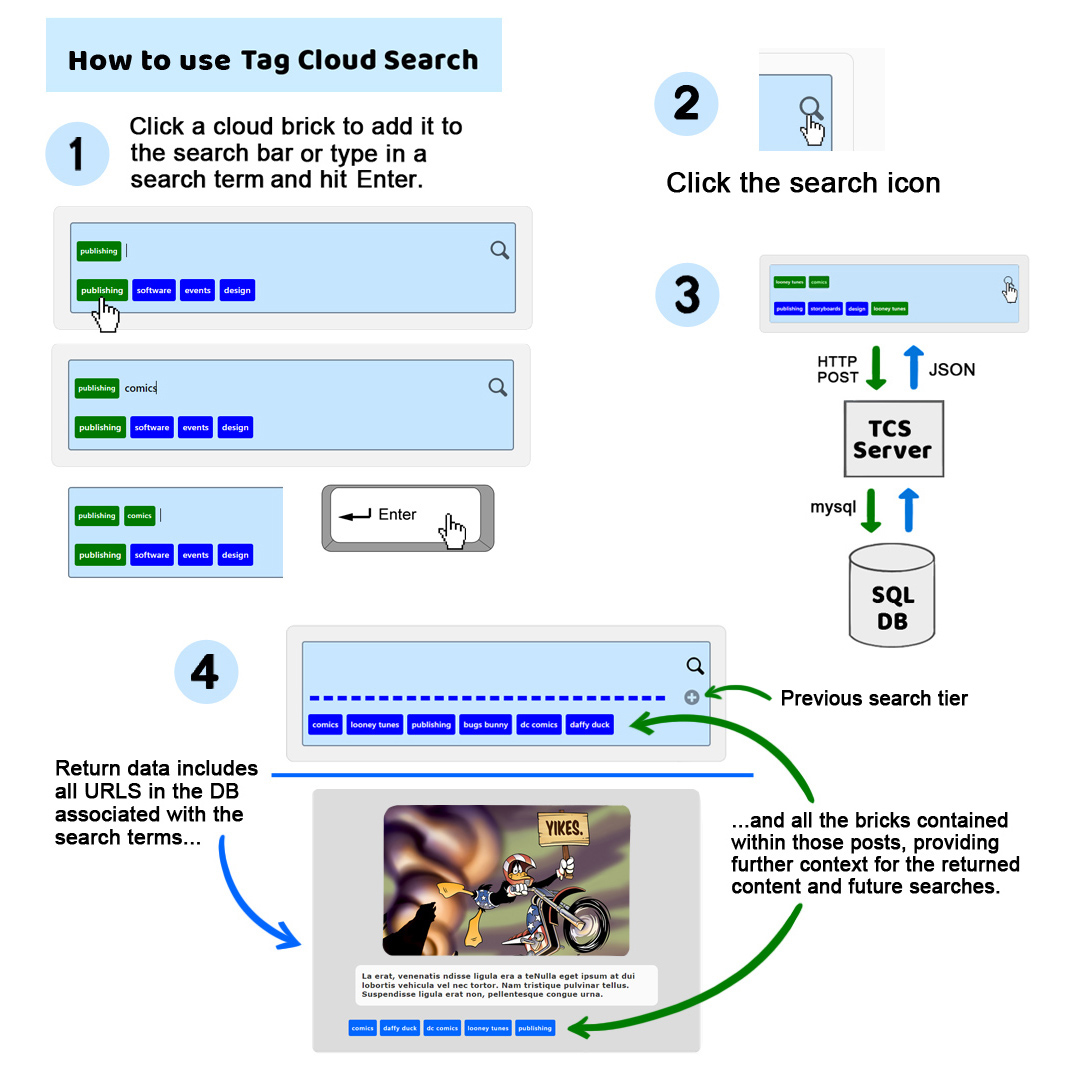 How to use Tag Cloud Search
1
Click a cloud brick to add it to
the search bar or type in a
search term and hit Enter.
publishing
publishing software events design
publishing comics
publishing software events design
publishing comics
publishing software events design
Enter
2
Click the search icon
3
looney tunes comics
publishing storyboards design looney tunes
HTTP
POST
JSON
TCS
Server
mysql
SQL
DB
4
Previous search tier
comics looney tunes publishing bugs bunny dc comics daffy duck
Return data includes
all URLS in the DB
associated with the
search terms...
...and all the bricks contained
within those posts, providing
further context for the returned
content and future searches.
YIKES.
La erat, venenatis ndisse ligula era a teNulla eget ipsum at dui
lobortis vehicula vel nec tortor. Nam tristique pulvinar tellus.
Suspendisse ligula erat non, pellentesque congue urna.
comics daffy duck dc comics looney tunes publishing